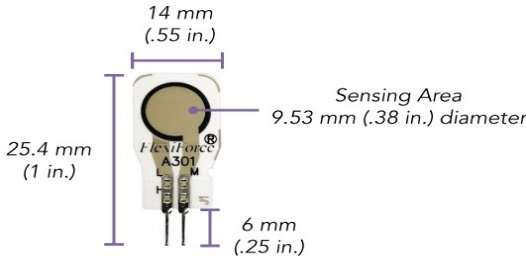 14 mm
(.55 in.)
Sensing Area
9.53 mm (.38 in.) diameter
25.4 mm
(1 in.)
FlexiForce®
A301
L M
H
6 mm
(.25 in.)